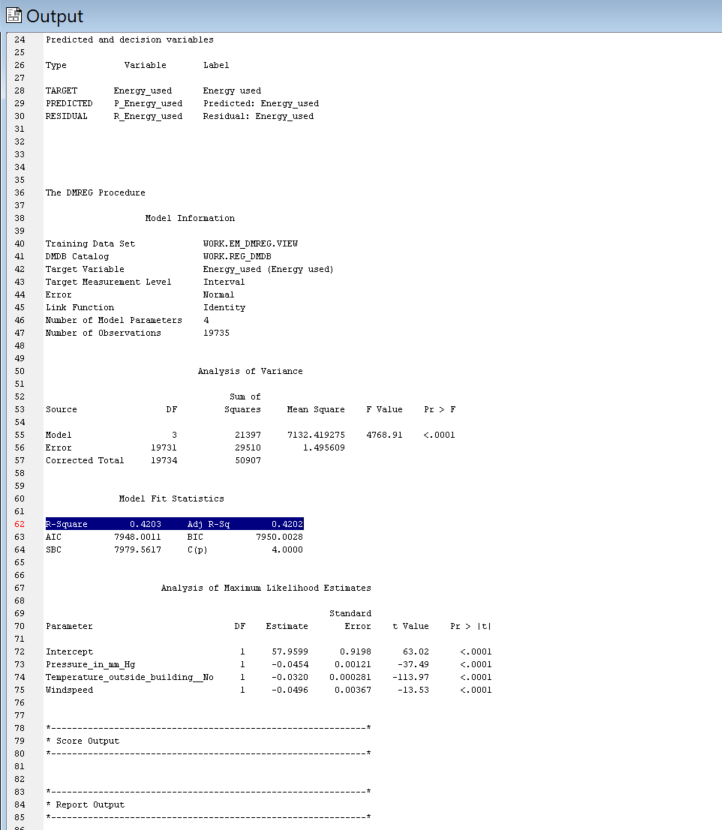 Output
24 Predicted and decision variables
25
26 Type Variable Label
27
28 TARGET Energy_used Energy used
29 PREDICTED P_Energy_used Predicted: Energy_used
30 RESIDUAL R_Energy_used Residual: Energy_used
31
32
33
34
35
36 The DMREG Procedure
37
38 Model Information
39
40 Training Data Set WORK.EM_DMREG.VIEW
41 DMDB Catalog WORK.REG_DMDB
42 Target Variable Energy_used (Energy used)
43 Target Measurement Level Interval
44 Error Normal
45 Link Function Identity
46 Number of Model Parameters 4
47 Number of Observations 19735
48
49
50 Analysis of Variance
51
52 Sum of
53 Source DF Squares Mean Square F Value Pr > F
54
55 Model 3 21397 7132.419275 4768.91 <.0001
56 Error 19731 29510 1.495609
57 Corrected Total 19734 50907
58
59
60 Model Fit Statistics
61
62 R-Square 0.4203 Adj R-Sq 0.4202
63 AIC 7948.0011 BIC 7950.0028
64 SBC 7979.5617 C(p) 4.0000
65
66
67 Analysis of Maximum Likelihood Estimates
68
69 Standard
70 Parameter DF Estimate Error t Value Pr > |t|
71
72 Intercept 1 57.9599 0.9198 63.02 <.0001
73 Pressure_in_mm_Hg 1 -0.0454 0.00121 -37.49 <.0001
74 Temperature_outside_building__No 1 -0.0320 0.000281 -113.97 <.0001
75 Windspeed 1 -0.0496 0.00367 -13.53 <.0001
76
77
78 *------------------------------------------------------------*
79 * Score Output
80 *------------------------------------------------------------*
81
82
83 *------------------------------------------------------------*
84 * Report Output
85 *------------------------------------------------------------*